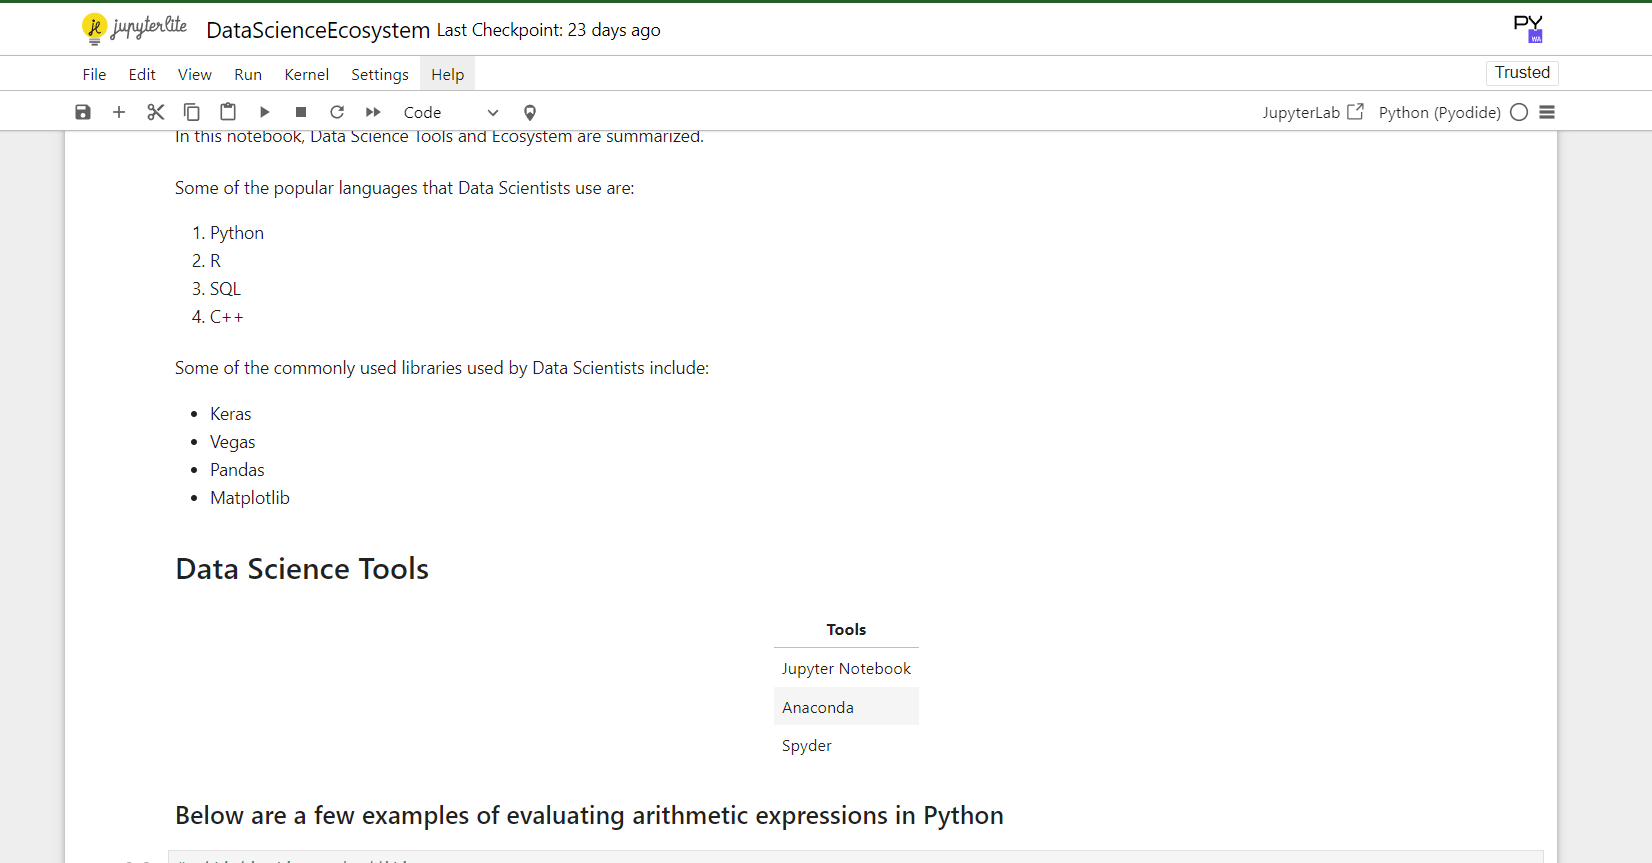 jupyterlite DataScienceEcosystem Last Checkpoint: 23 days ago
PY
WA
File Edit View Run Kernel Settings Help
Trusted
Code
JupyterLab Python (Pyodide)
In this notebook, Data Science Tools and Ecosystem are summarized.
Some of the popular languages that Data Scientists use are:
1. Python
2. R
3. SQL
4. C++
Some of the commonly used libraries used by Data Scientists include:
• Keras
• Vegas
• Pandas
• Matplotlib
Data Science Tools
Tools
Jupyter Notebook
Anaconda
Spyder
Below are a few examples of evaluating arithmetic expressions in Python